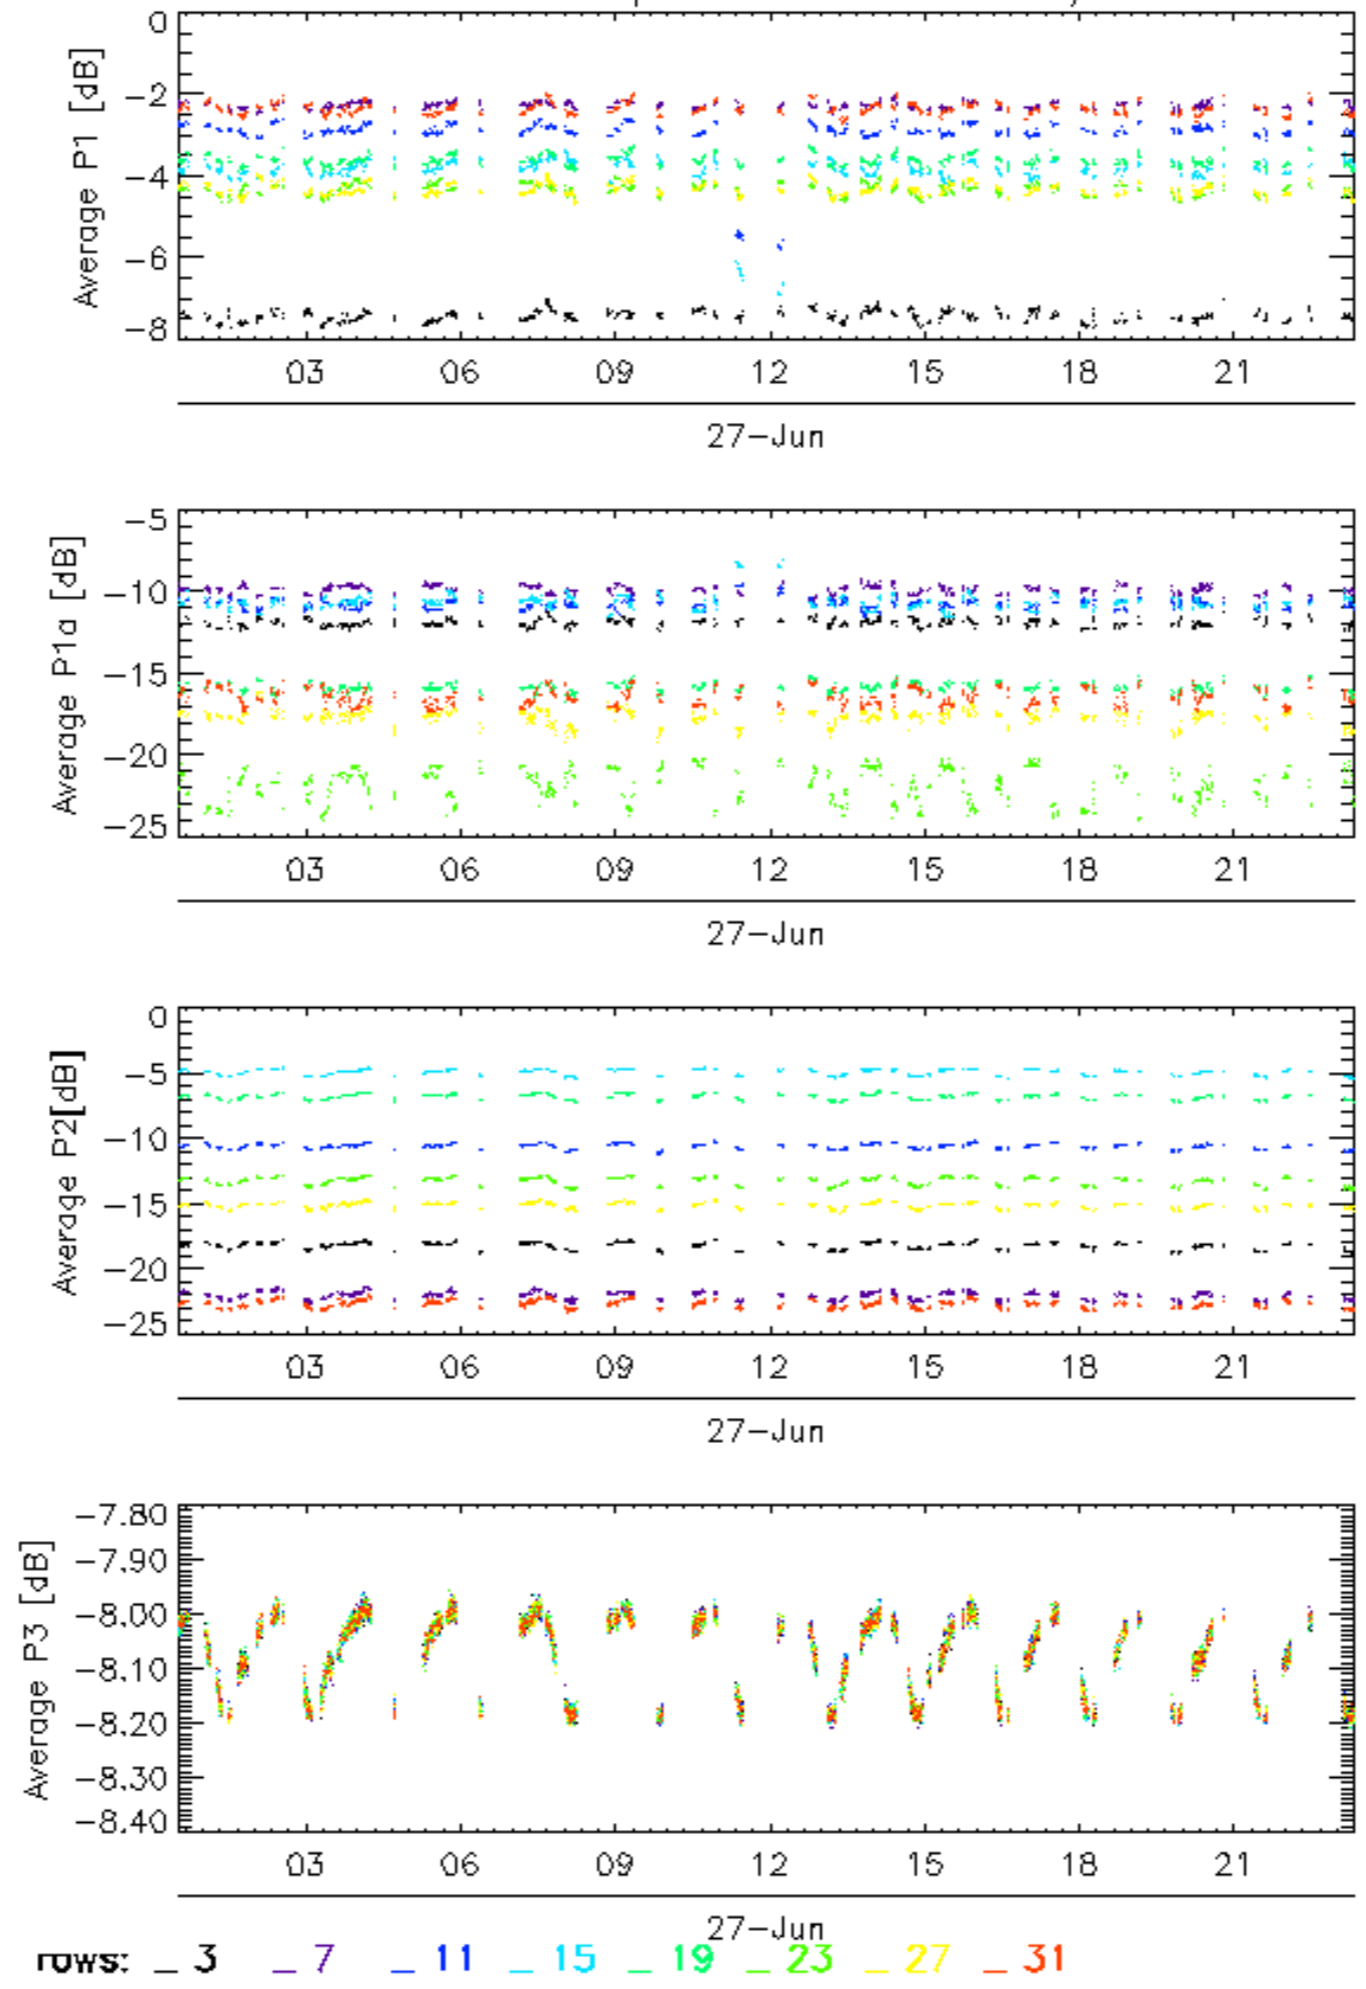 Average P1 [dB]
0
−2
−4
−6
−8
03 06 09 12 15 18 21
27−Jun
Average P1a [dB]
−5
−10
−15
−20
−25
03 06 09 12 15 18 21
27−Jun
Average P2[dB]
0
−5
−10
−15
−20
−25
03 06 09 12 15 18 21
27−Jun
Average P3 [dB]
−7.80
−7.90
−8.00
−8.10
−8.20
−8.30
−8.40
03 06 09 12 15 18 21
27−Jun
rows: _ 3 _ 7 _ 11 _ 15 _ 19 _ 23 _ 27 _ 31